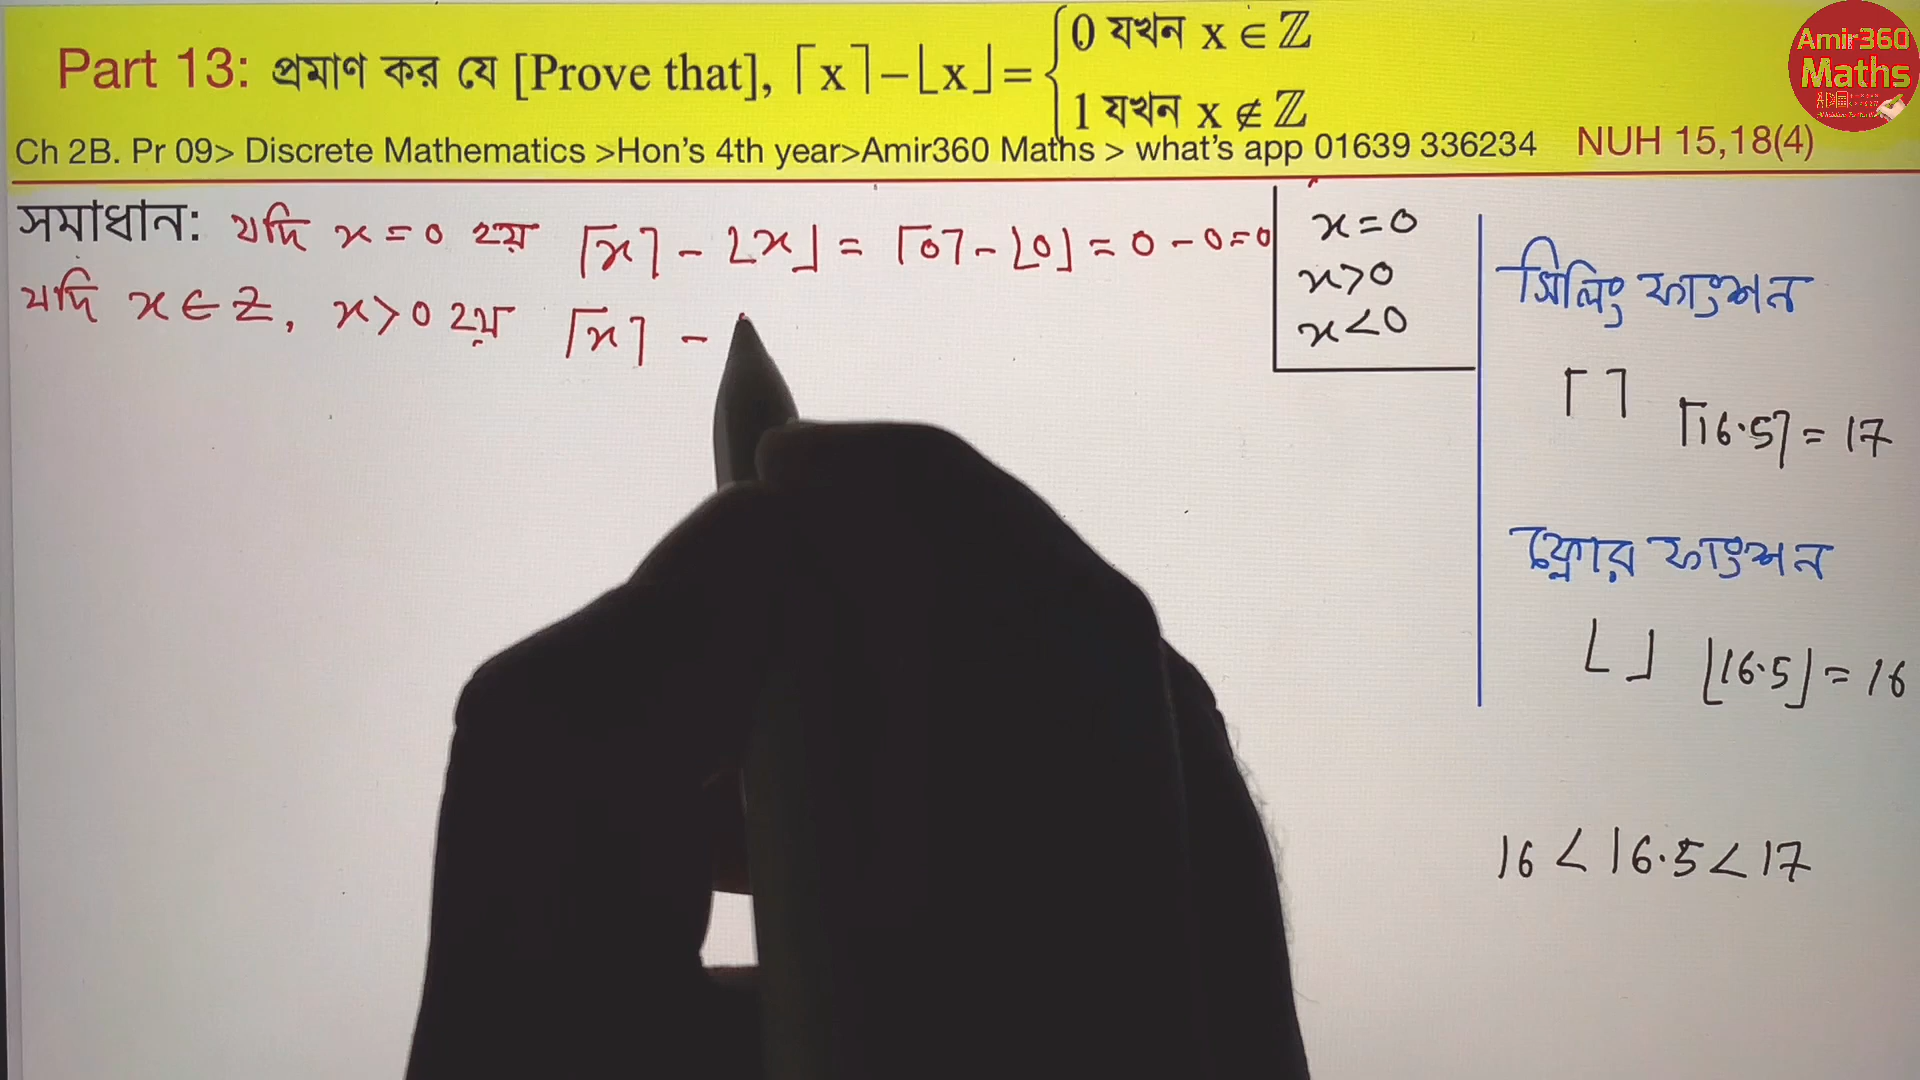 Part 13: প্রমাণ কর যে [Prove that], ⌈x⌉−⌊x⌋= {0 যখন x ∈ ℤ
1 যখন x ∉ ℤ
Amir360
Maths
Ch 2B. Pr 09> Discrete Mathematics >Hon's 4th year>Amir360 Maths > what's app 01639 336234 NUH 15,18(4)
সমাধান: যদি x = 0 হয় ⌈x⌉ − ⌊x⌋ = ⌈0⌉ − ⌊0⌋ = 0 − 0 = 0
যদি x ∈ Z, x > 0 হয় ⌈x⌉ −
x = 0
x > 0
x < 0
সিলিং ফাংশন
⌈ ⌉ ⌈16.5⌉ = 17
ফ্লোর ফাংশন
⌊ ⌋ ⌊16.5⌋ = 16
16 < 16.5 < 17